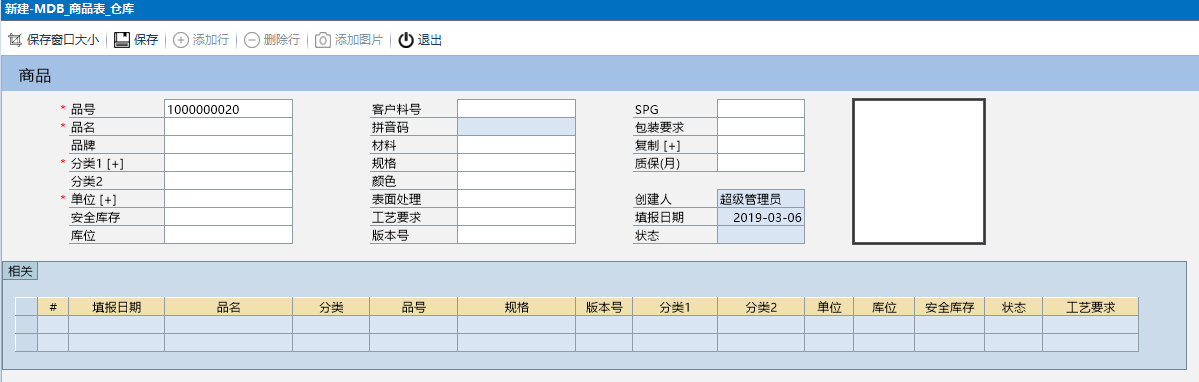 新建-MDB_商品表_仓库
保存窗口大小 保存 添加行 删除行 添加图片 退出
商品
* 品号 1000000020 客户料号 SPG
* 品名 拼音码 包装要求
品牌 材料 复制 [+]
* 分类1 [+] 规格 质保(月)
分类2 颜色
* 单位 [+] 表面处理 创建人 超级管理员
安全库存 工艺要求 填报日期 2019-03-06
库位 版本号 状态
相关
# 填报日期 品名 分类 品号 规格 版本号 分类1 分类2 单位 库位 安全库存 状态 工艺要求